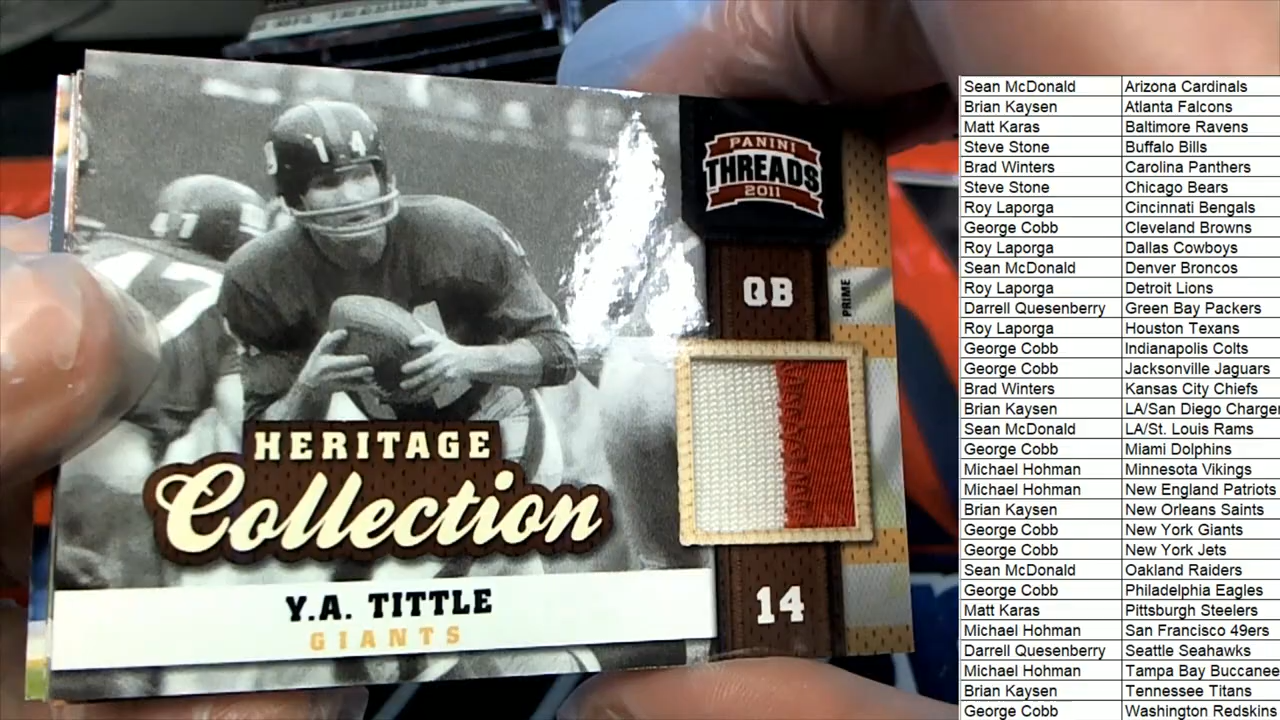 PANINI
THREADS
2011
QB
PRIME
14
47
HERITAGE
Collection
Y.A. TITTLE
GIANTS
14
Sean McDonald Arizona Cardinals
Brian Kaysen Atlanta Falcons
Matt Karas Baltimore Ravens
Steve Stone Buffalo Bills
Brad Winters Carolina Panthers
Steve Stone Chicago Bears
Roy Laporga Cincinnati Bengals
George Cobb Cleveland Browns
Roy Laporga Dallas Cowboys
Sean McDonald Denver Broncos
Roy Laporga Detroit Lions
Darrell Quesenberry Green Bay Packers
Roy Laporga Houston Texans
George Cobb Indianapolis Colts
George Cobb Jacksonville Jaguars
Brad Winters Kansas City Chiefs
Brian Kaysen LA/San Diego Charge
Sean McDonald LA/St. Louis Rams
George Cobb Miami Dolphins
Michael Hohman Minnesota Vikings
Michael Hohman New England Patriots
Brian Kaysen New Orleans Saints
George Cobb New York Giants
George Cobb New York Jets
Sean McDonald Oakland Raiders
George Cobb Philadelphia Eagles
Matt Karas Pittsburgh Steelers
Michael Hohman San Francisco 49ers
Darrell Quesenberry Seattle Seahawks
Michael Hohman Tampa Bay Buccanee
Brian Kaysen Tennessee Titans
George Cobb Washington Redskins